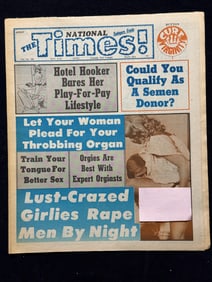 THE
NATIONAL
Times!
CURE
VIRGINITY
Hotel Hooker
Bares Her
Play-For-Pay
Lifestyle
Could You
Qualify As
A Semen
Donor?
Let Your Woman
Plead For Your
Throbbing Organ
Train Your
Tongue For
Better Sex
Orgies Are
Best With
Expert Orgiasts
Lust-Crazed
Girlies Rape
Men By Night